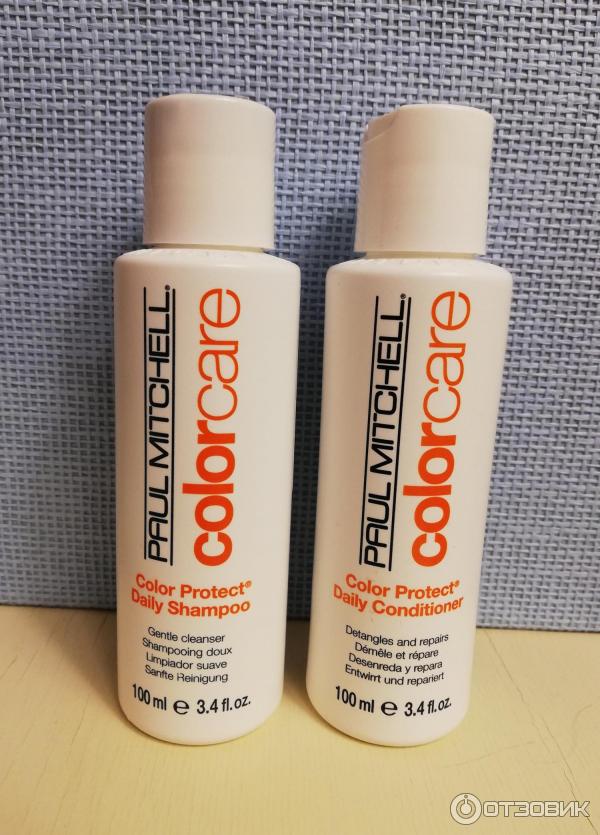 PAUL MITCHELL®
colorcare
Color Protect®
Daily Shampoo
Gentle cleanser
Shampooing doux
Limpiador suave
Sanfte Reinigung
100 ml e 3.4 fl.oz.
PAUL MITCHELL®
colorcare
Color Protect®
Daily Conditioner
Detangles and repairs
Démêle et répare
Desenreda y repara
Entwirrt und repariert
100 ml e 3.4 fl.oz.
ОТЗОВИК